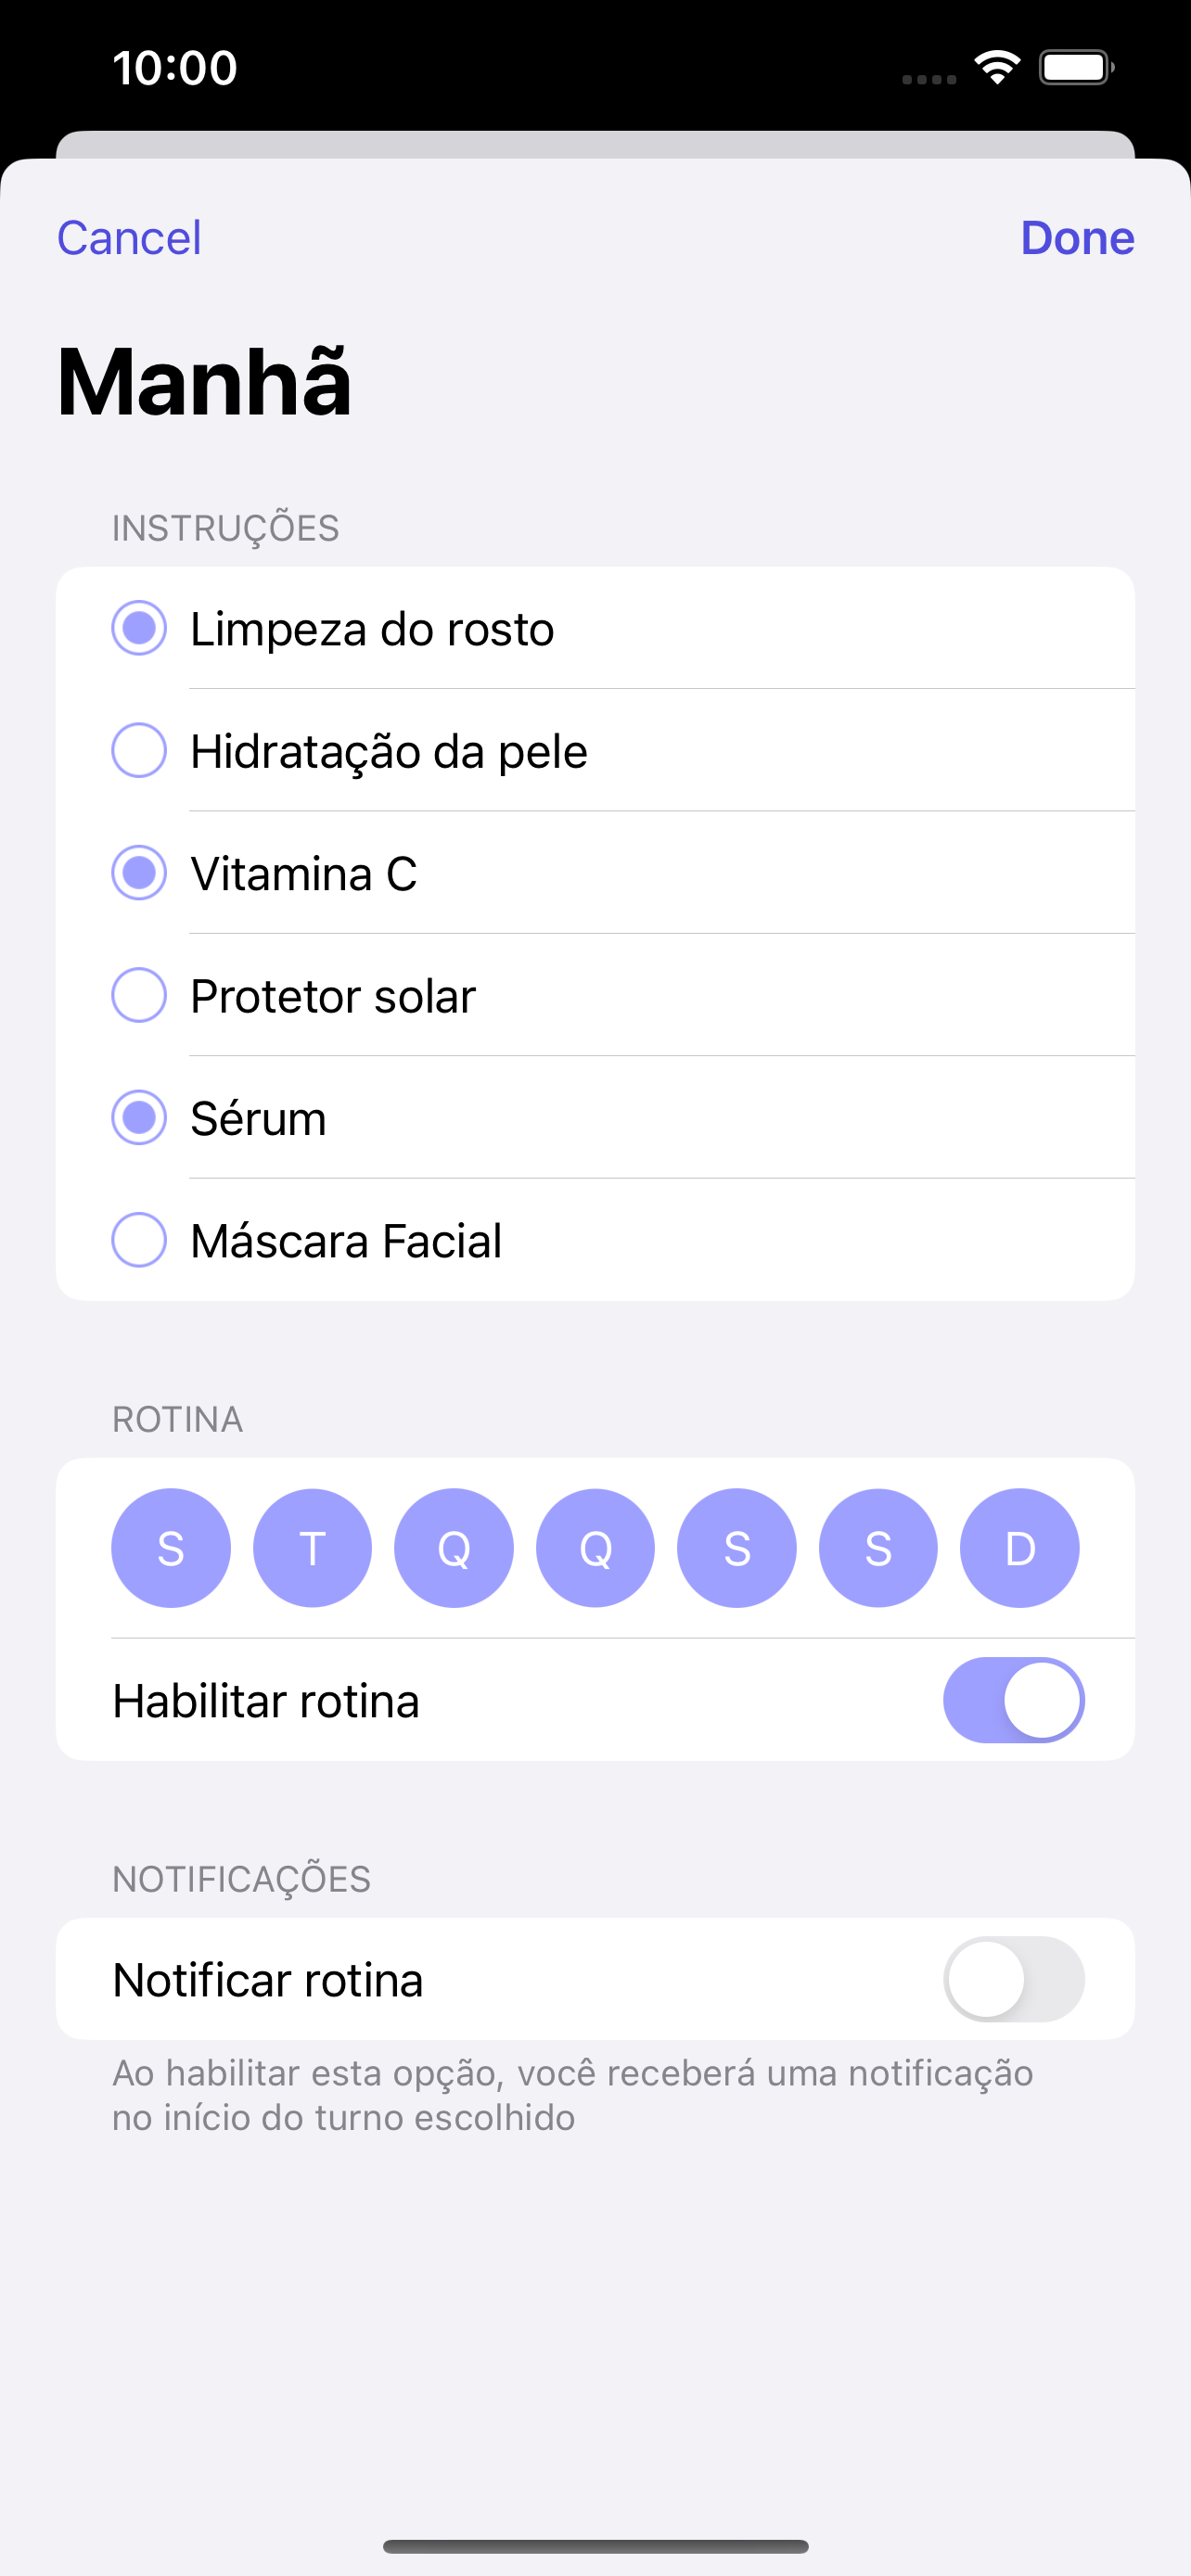 10:00
Cancel
Done
Manhã
INSTRUÇÕES
Limpeza do rosto
Hidratação da pele
Vitamina C
Protetor solar
Sérum
Máscara Facial
ROTINA
S T Q Q S S D
Habilitar rotina
NOTIFICAÇÕES
Notificar rotina
Ao habilitar esta opção, você receberá uma notificação
no início do turno escolhido